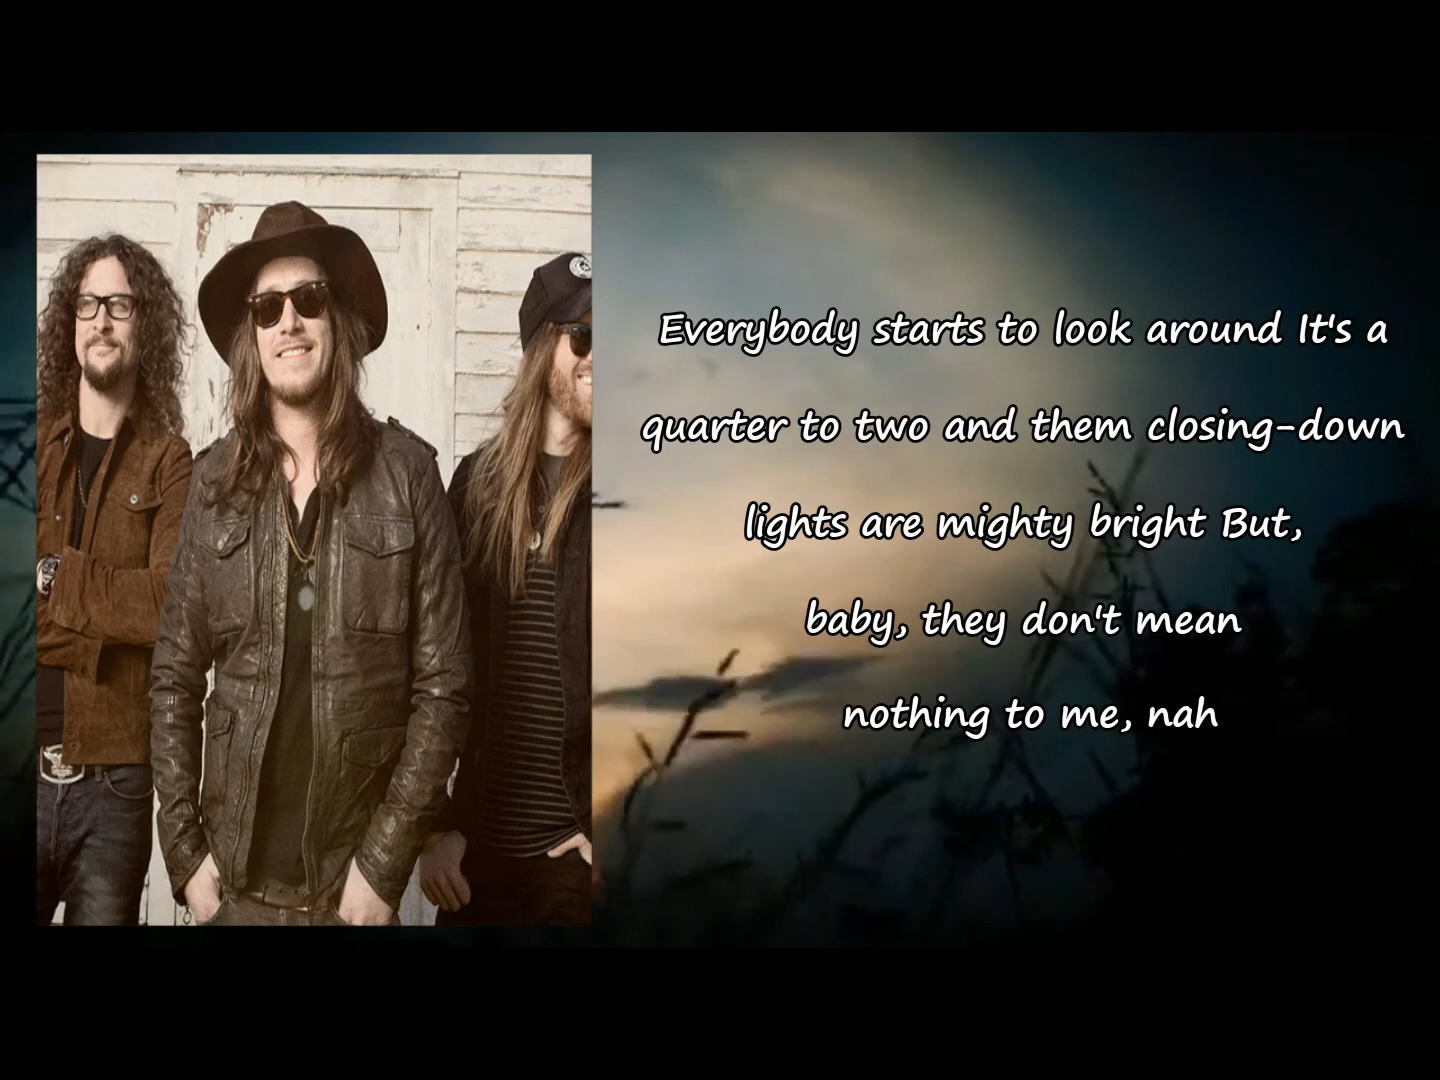 Everybody starts to look around It's a
quarter to two and them closing-down
lights are mighty bright But,
baby, they don't mean
nothing to me, nah